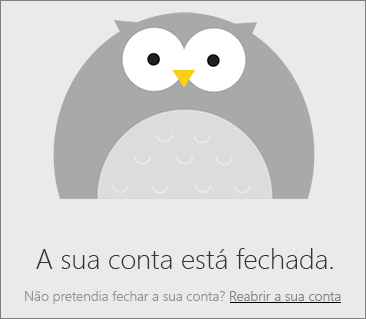 A sua conta está fechada.
Não pretendia fechar a sua conta? Reabrir a sua conta